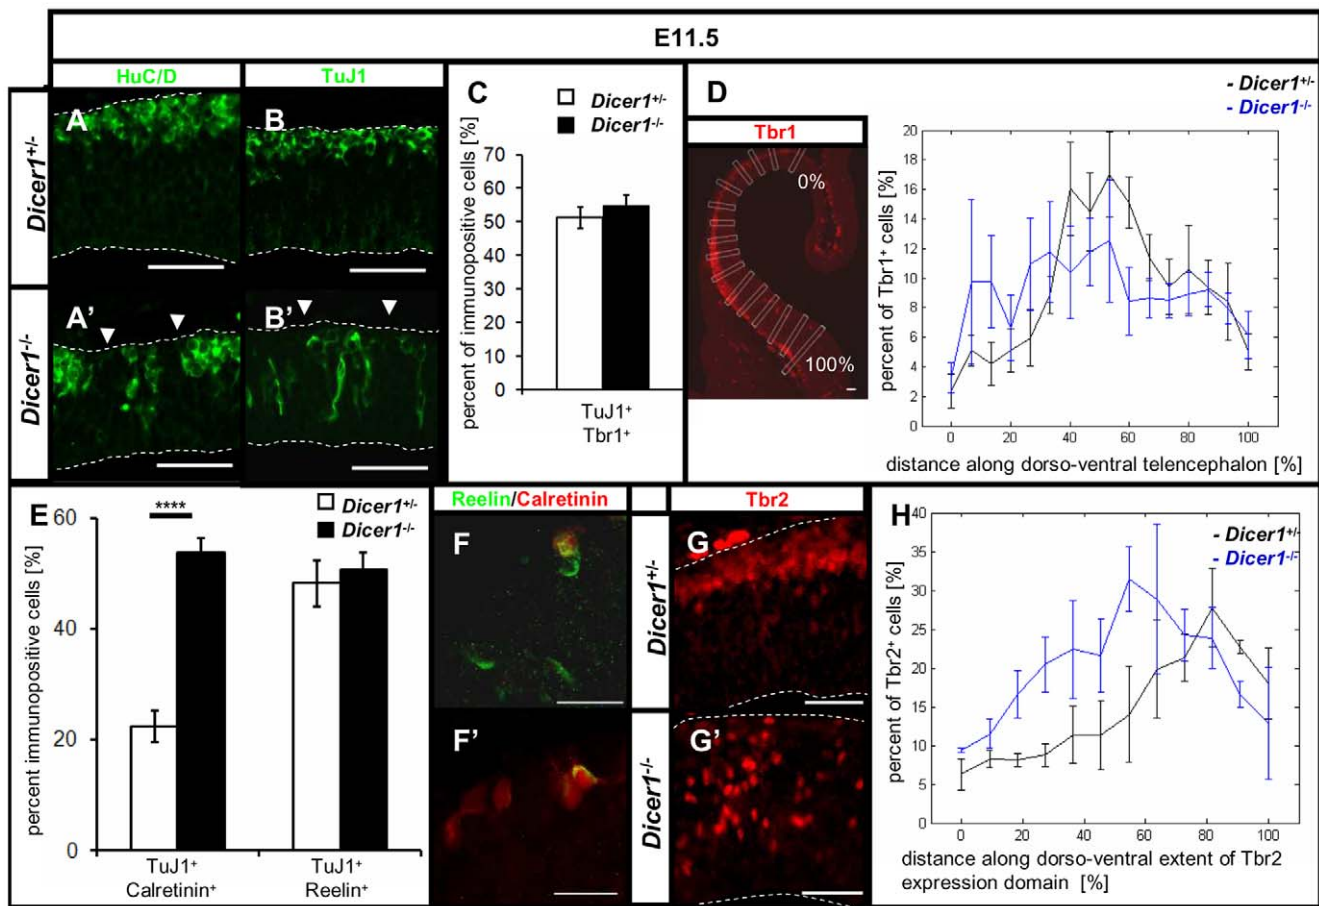 E11.5
HuC/D
TuJ1
Dicer1+/-
Dicer1-/-
A
B
A'
B'
C
Dicer1+/-
Dicer1-/-
percent of immunopositive cells [%]
70
60
50
40
30
20
10
0
TuJ1+
Tbr1+
D
Tbr1
0%
100%
- Dicer1+/-
- Dicer1-/-
percent of Tbr1+ cells [%]
20
18
16
14
12
10
8
6
4
2
0
0 20 40 60 80 100
distance along dorso-ventral telencephalon [%]
E
Dicer1+/-
Dicer1-/-
****
percent immunopositive cells [%]
60
40
20
0
TuJ1+
Calretinin+
TuJ1+
Reelin+
Reelin/Calretinin
F
F'
Tbr2
Dicer1+/-
Dicer1-/-
G
G'
H
- Dicer1+/-
- Dicer1-/-
percent of Tbr2+ cells [%]
40
35
30
25
20
15
10
5
0
0 20 40 60 80 100
distance along dorso-ventral extent of Tbr2
expression domain [%]